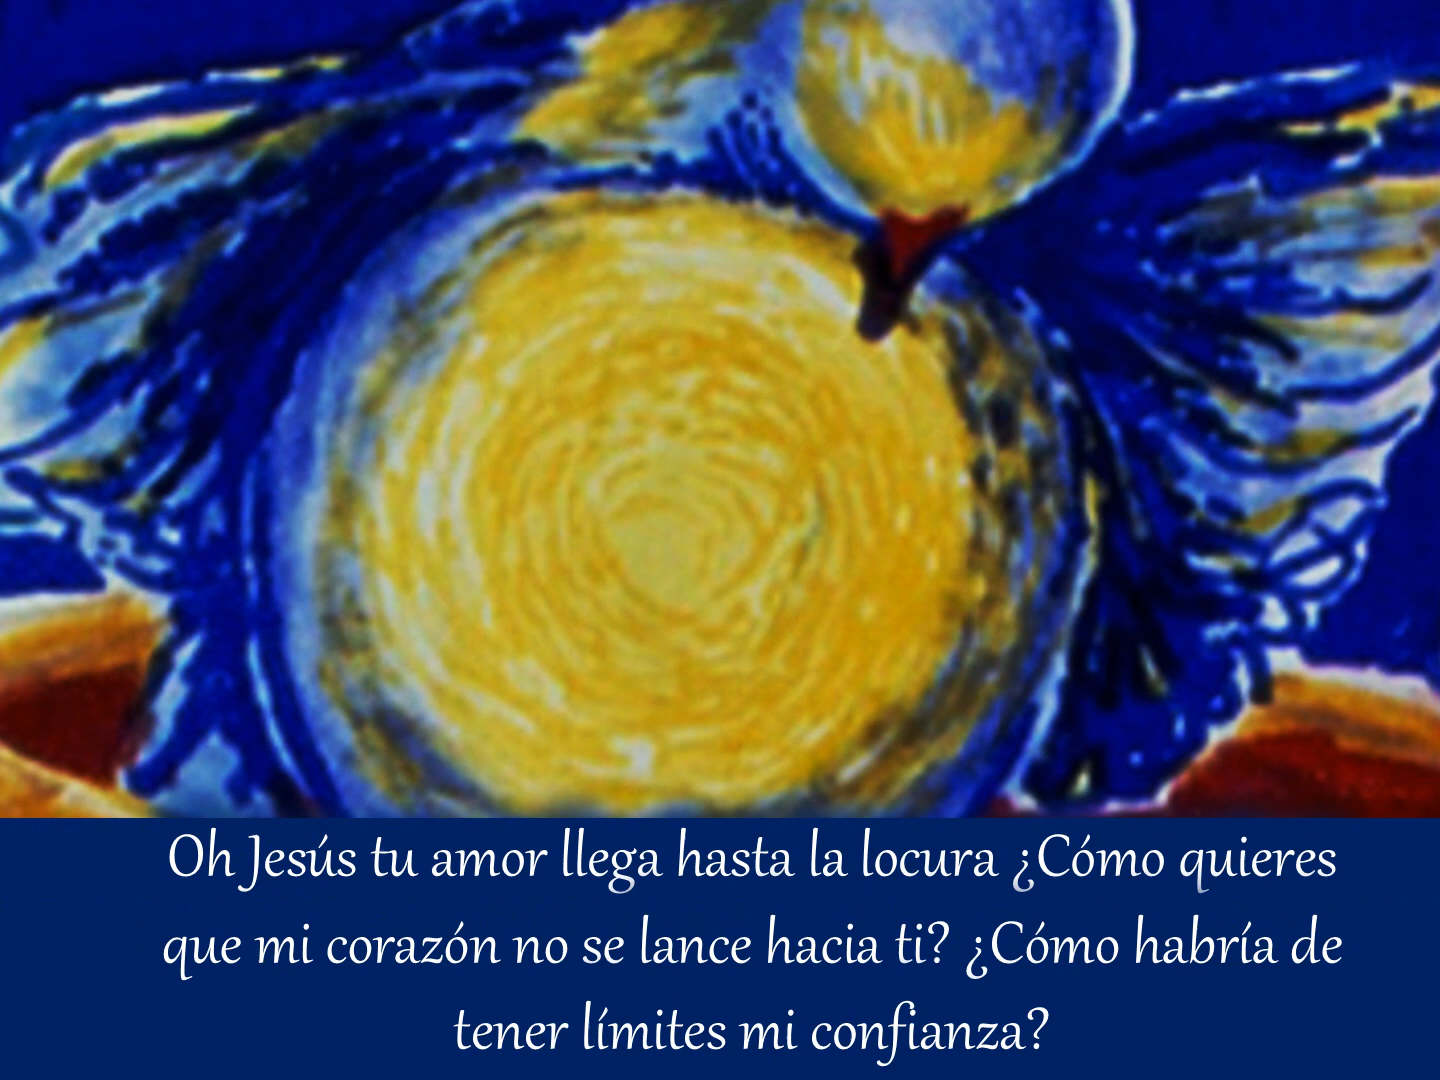 Oh Jesús tu amor llega hasta la locura ¿Cómo quieres
que mi corazón no se lance hacia ti? ¿Cómo habría de
tener límites mi confianza?